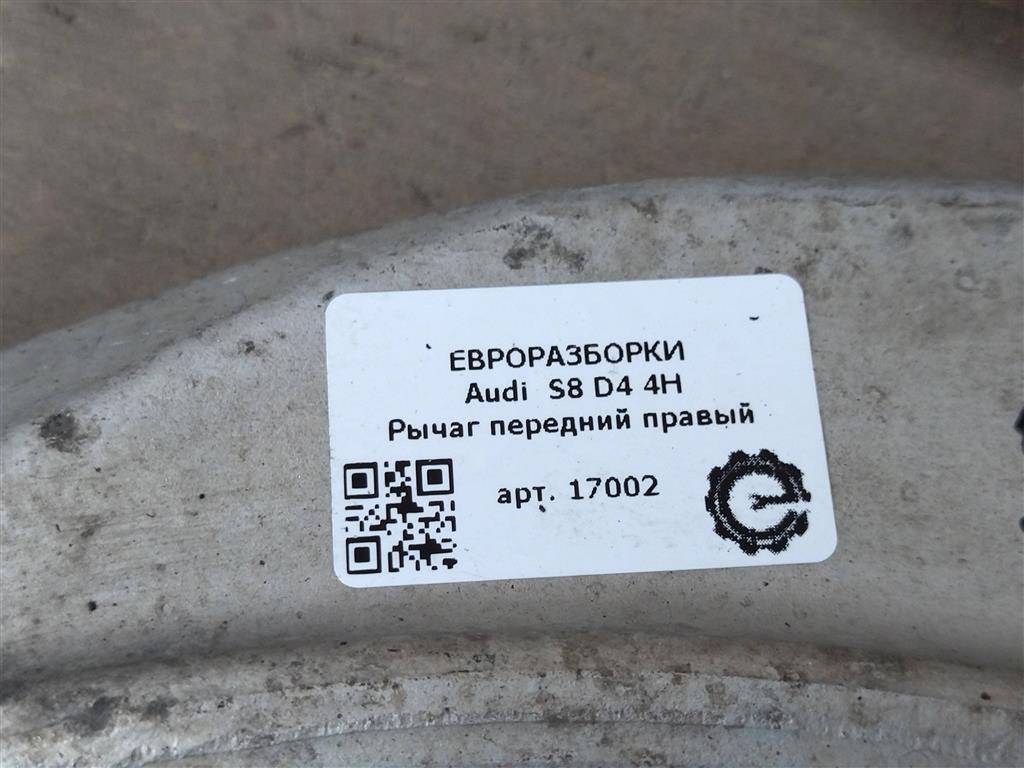 ЕВРОРАЗБОРКИ
Audi S8 D4 4H
Рычаг передний правый
арт. 17002